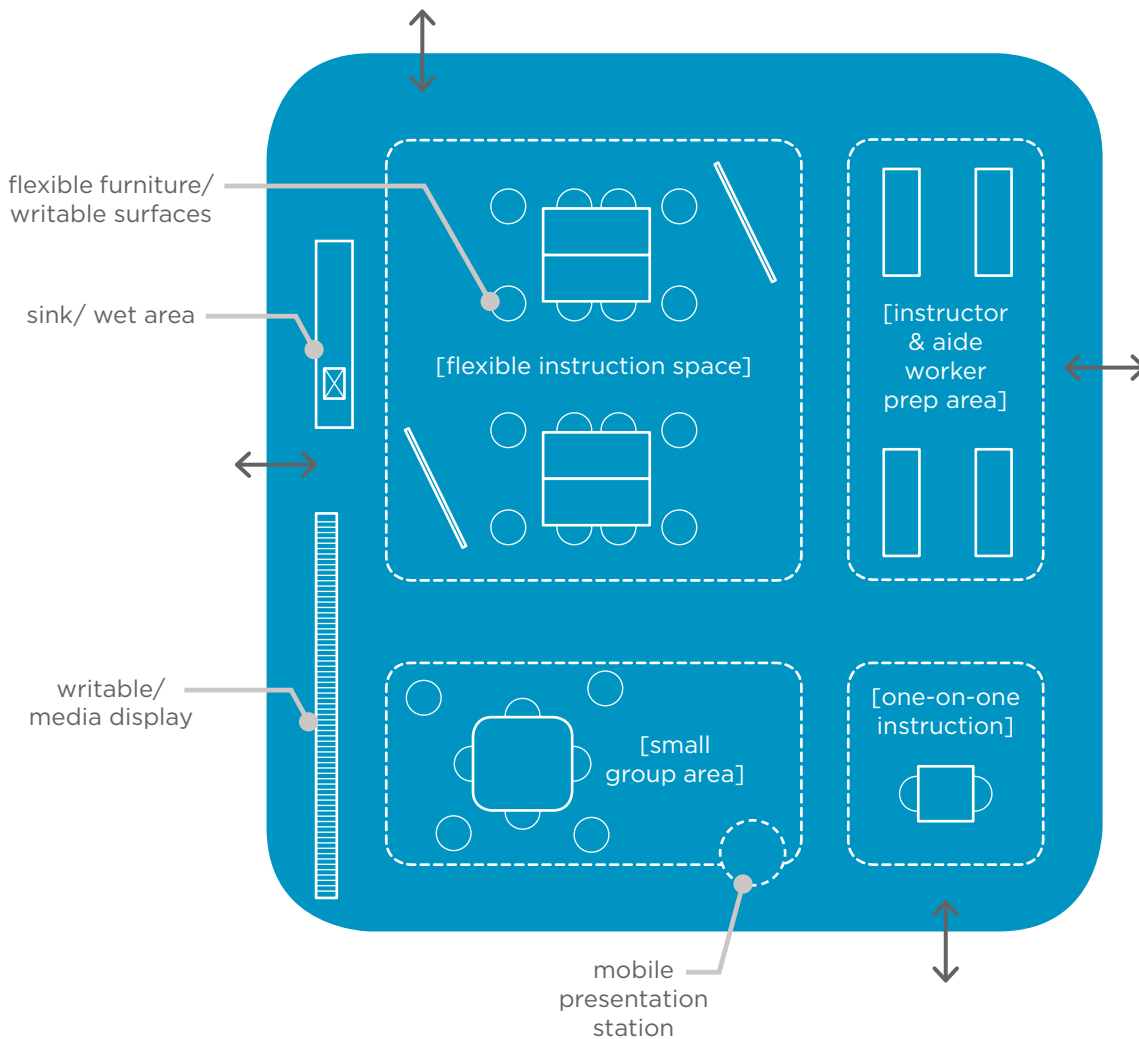 flexible furniture/
writable surfaces
sink/ wet area
[flexible instruction space]
[instructor
& aide
worker
prep area]
writable/
media display
[small
group area]
[one-on-one
instruction]
mobile
presentation
station